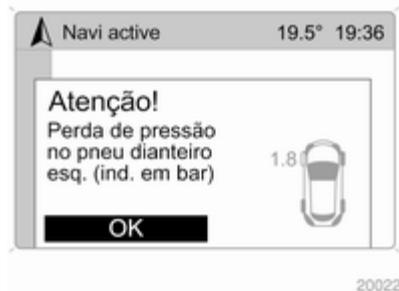 Navi active 19.5° 19:36
Atenção!
Perda de pressão
no pneu dianteiro
esq. (ind. em bar)
1.8
OK
20022